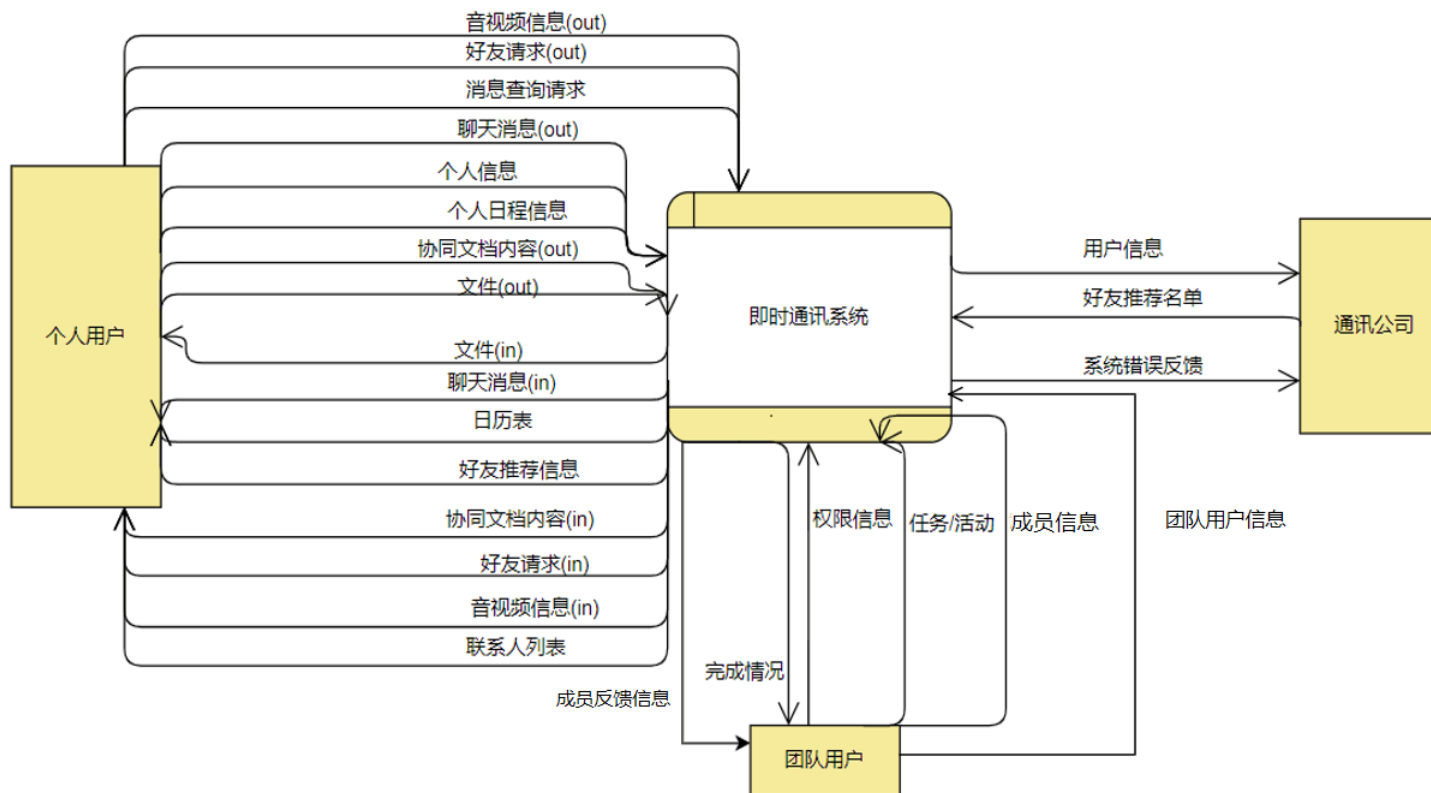 音视频信息(out)
好友请求(out)
消息查询请求
聊天消息(out)
个人信息
个人日程信息
协同文档内容(out)
文件(out)
个人用户
文件(in)
聊天消息(in)
日历表
好友推荐信息
协同文档内容(in)
好友请求(in)
音视频信息(in)
联系人列表
即时通讯系统
用户信息
好友推荐名单
系统错误反馈
通讯公司
权限信息
任务/活动
成员信息
团队用户信息
完成情况
成员反馈信息
团队用户